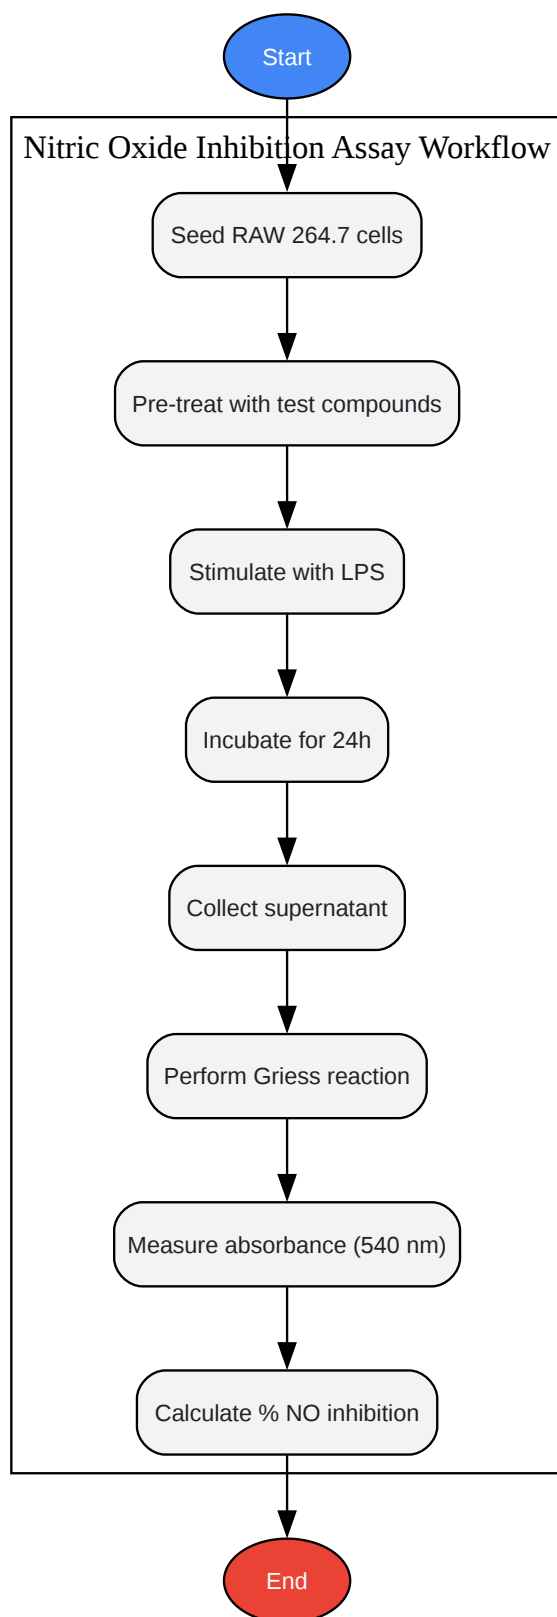 Start
Nitric Oxide Inhibition Assay Workflow
Seed RAW 264.7 cells
Pre-treat with test compounds
Stimulate with LPS
Incubate for 24h
Collect supernatant
Perform Griess reaction
Measure absorbance (540 nm)
Calculate % NO inhibition
End